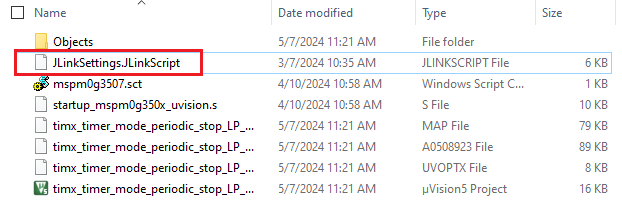 Name Date modified Type Size
Objects 5/7/2024 11:21 AM File folder
JLinkSettings.JLinkScript 3/7/2024 10:35 AM JLINKSCRIPT File 6 KB
mspm0g3507.sct 4/10/2024 10:58 AM Windows Script C... 1 KB
startup_mspm0g350x_uvision.s 4/10/2024 10:58 AM S File 10 KB
timx_timer_mode_periodic_stop_LP_... 5/7/2024 11:21 AM MAP File 79 KB
timx_timer_mode_periodic_stop_LP_... 5/7/2024 11:21 AM A0508923 File 89 KB
timx_timer_mode_periodic_stop_LP_... 5/7/2024 11:21 AM UVOPTX File 8 KB
timx_timer_mode_periodic_stop_LP_... 5/7/2024 11:21 AM µVision5 Project 16 KB